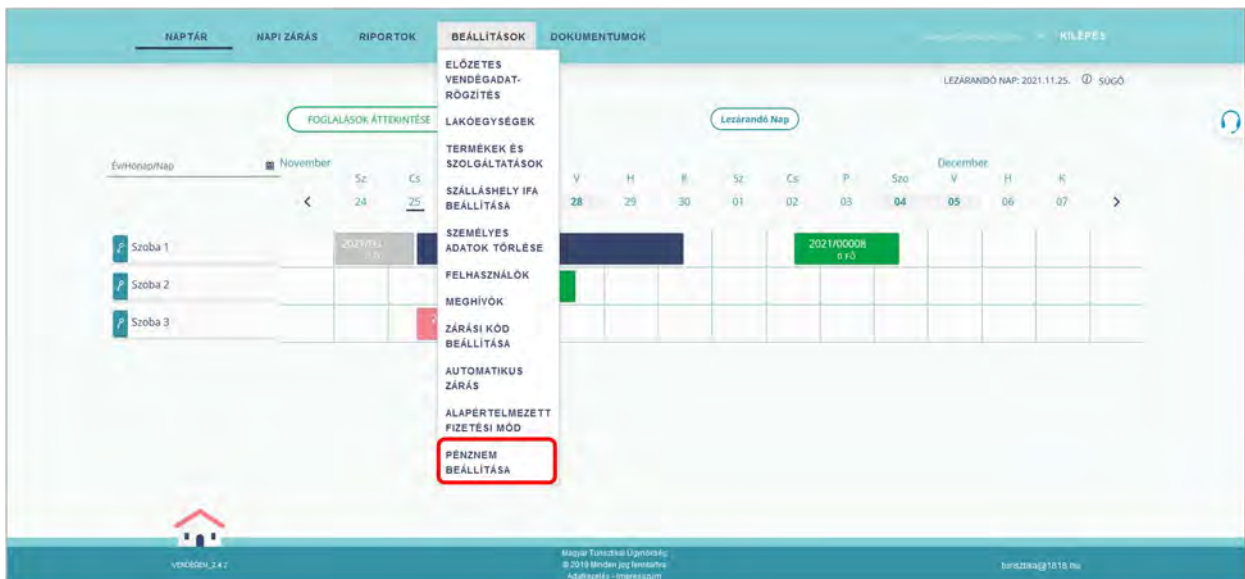 NAPTÁR NAPI ZÁRÁS RIPORTOK BEÁLLÍTÁSOK DOKUMENTUMOK KILÉPÉS
ELŐZETES
VENDÉGADAT-
RÖGZÍTÉS
LEZÁRANDÓ NAP: 2021.11.25. SÚGÓ
FOGLALÁSOK ÁTTEKINTÉSE LAKÓEGYSÉGEK Lezárandó Nap
TERMÉKEK ÉS
SZOLGÁLTATÁSOK
Év/Hónap/Nap November December
Sz Cs V H K Sz Cs P Szo V H K
SZÁLLÁSHELY IFA
BEÁLLÍTÁSA
24 25 28 29 30 01 02 03 04 05 06 07
SZEMÉLYES
ADATOK TÖRLÉSE
Szoba 1 2021/00008
0 FŐ
FELHASZNÁLÓK
Szoba 2
MEGHÍVÓK
Szoba 3
ZÁRÁSI KÓD
BEÁLLÍTÁSA
AUTOMATIKUS
ZÁRÁS
ALAPÉRTELMEZETT
FIZETÉSI MÓD
PÉNZNEM
BEÁLLÍTÁSA
Magyar Turisztikai Ügynökség
© 2019 Minden jog fenntartva
Adatkezelés - Impresszum
turisztika@1818.hu